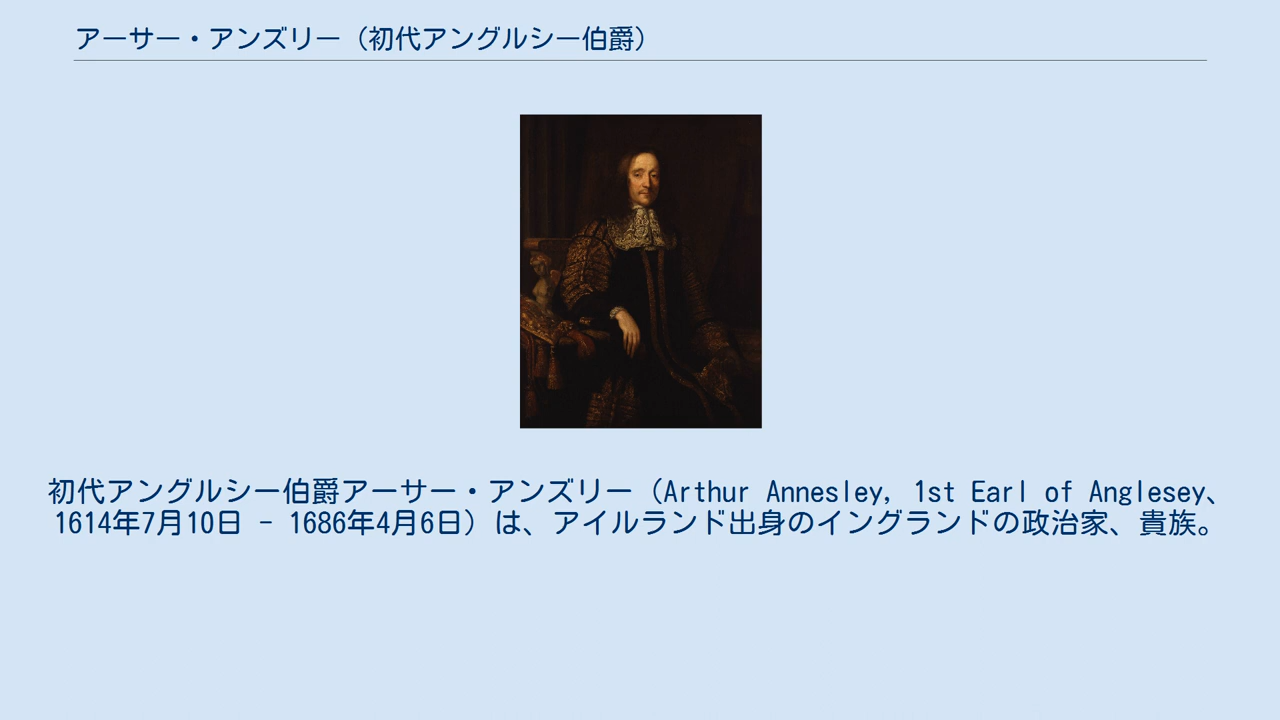 アーサー・アンズリー（初代アングルシー伯爵）
初代アングルシー伯爵アーサー・アンズリー（Arthur Annesley, 1st Earl of Anglesey、
1614年7月10日 - 1686年4月6日）は、アイルランド出身のイングランドの政治家、貴族。